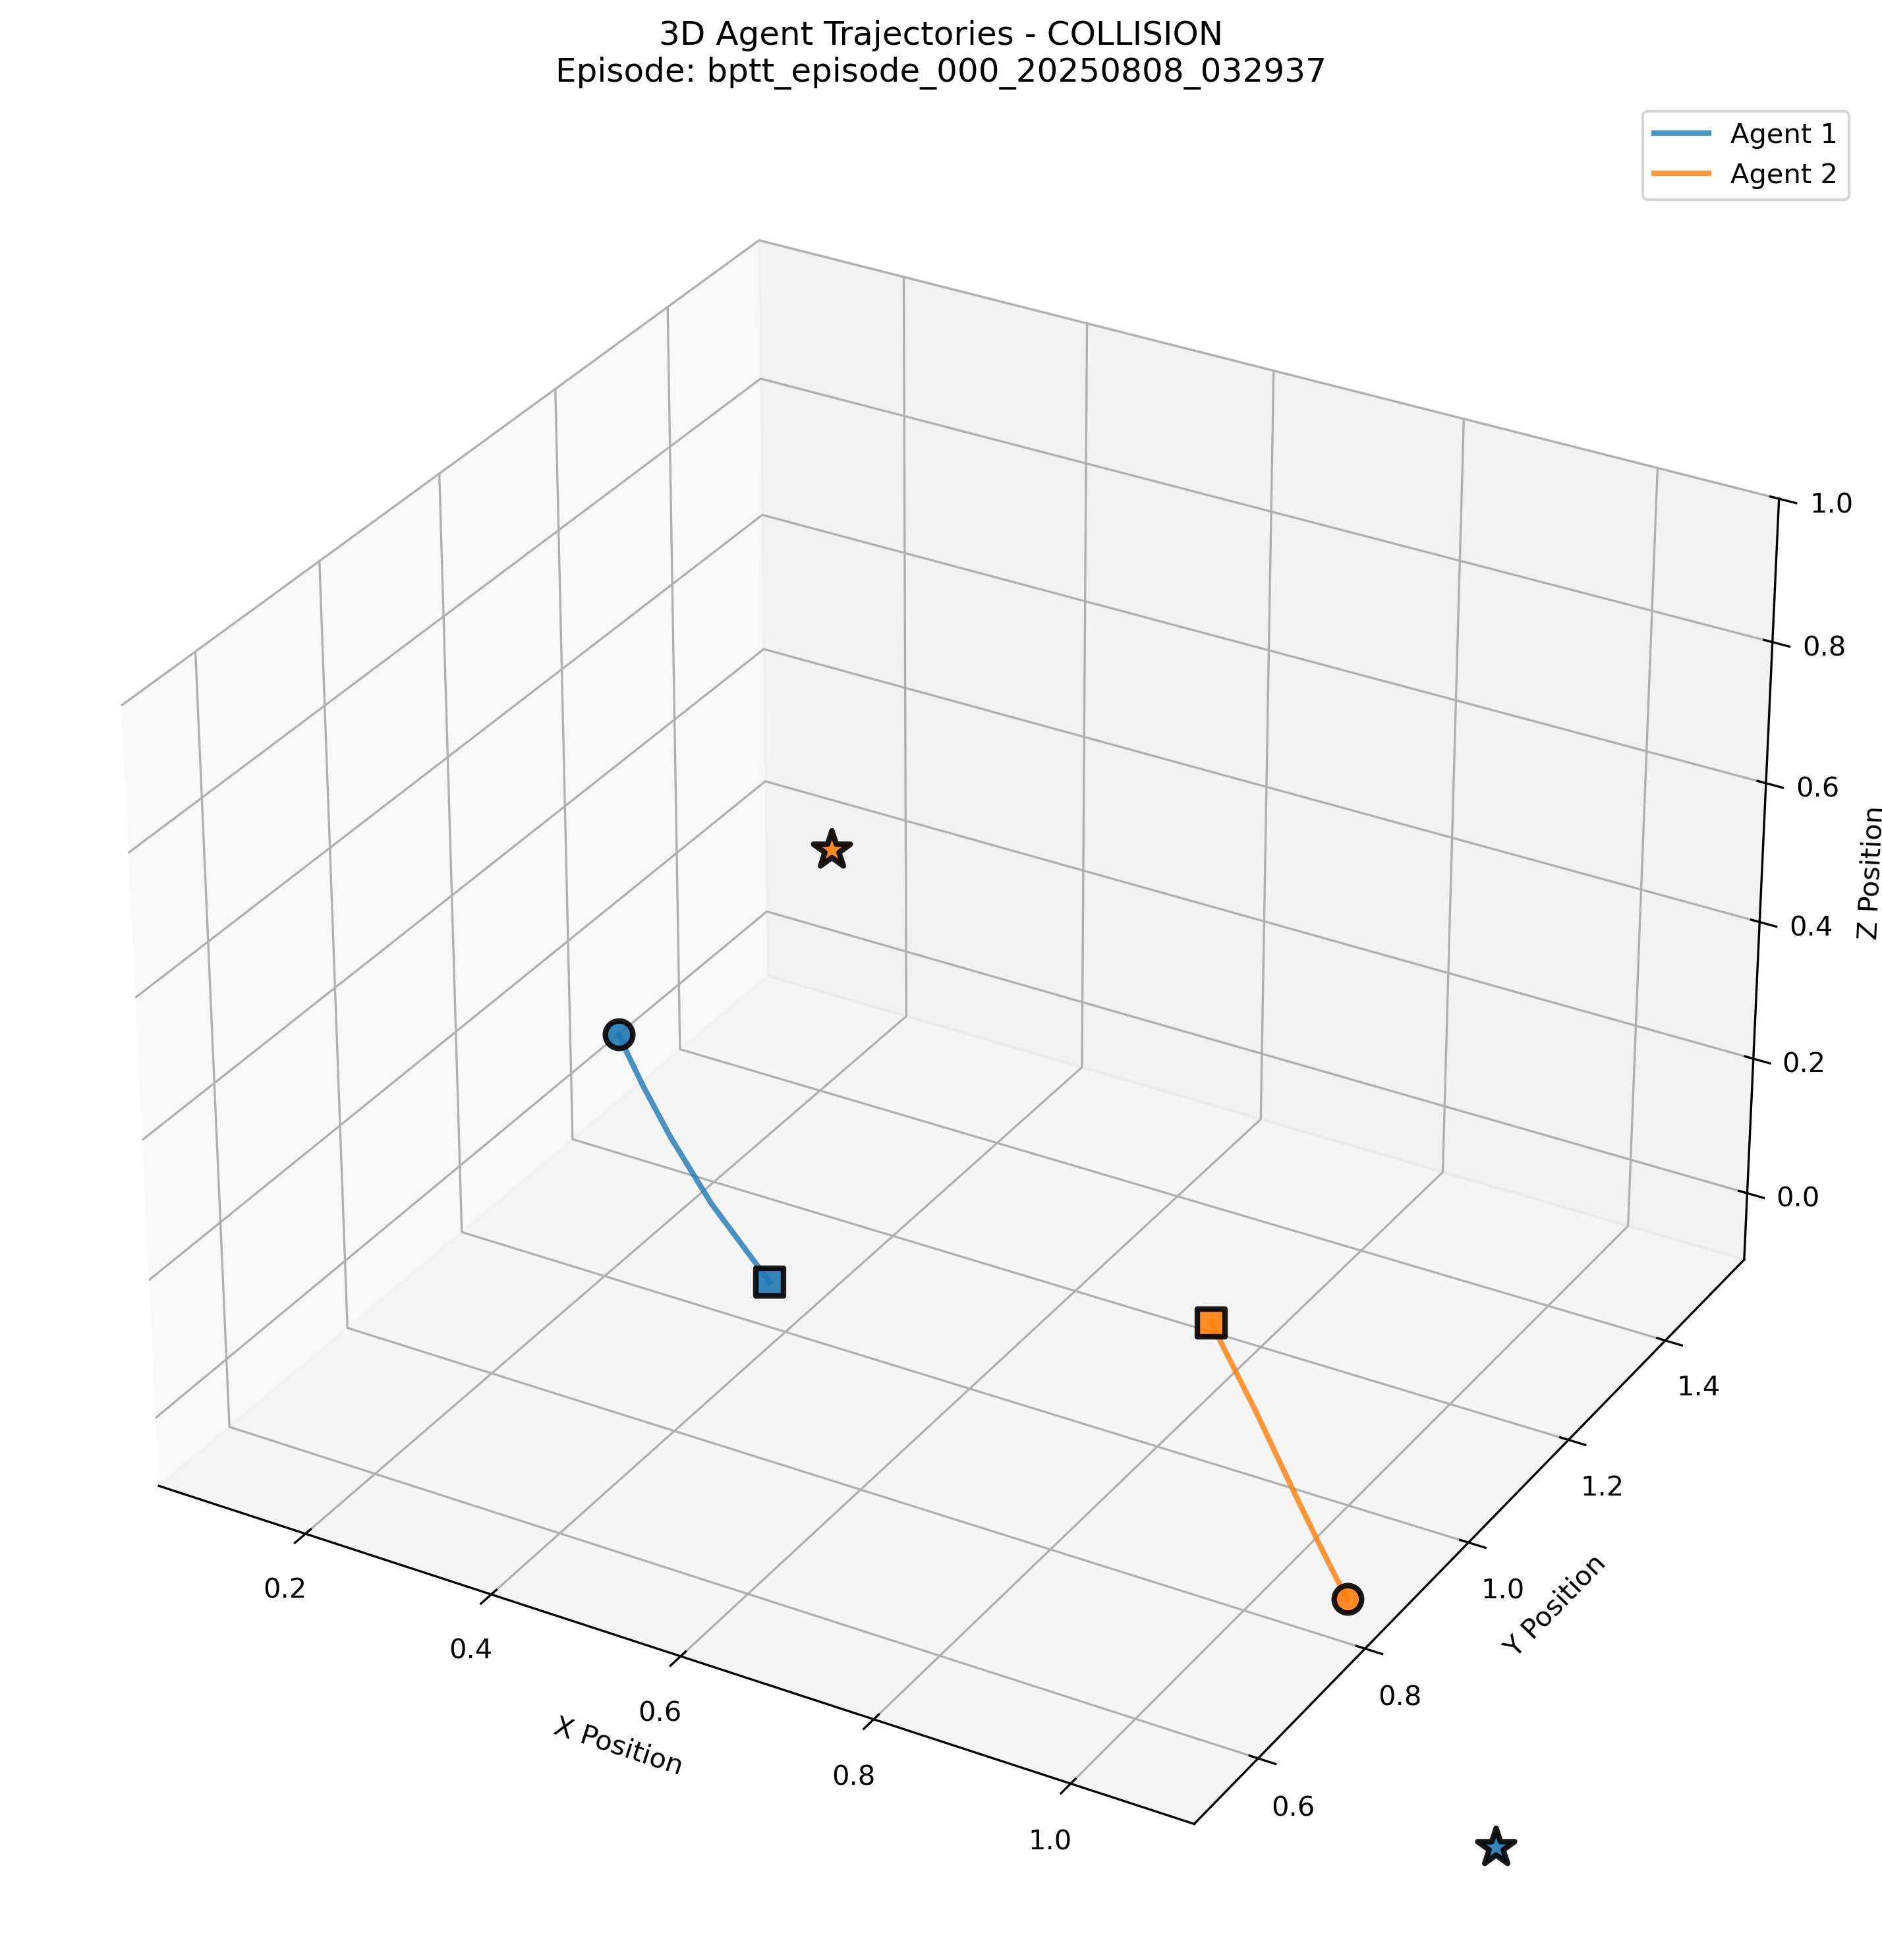 3D Agent Trajectories - COLLISION
Episode: bptt_episode_000_20250808_032937
Agent 1
Agent 2
1.0
0.8
0.6
0.4
0.2
0.0
Z Position
1.4
1.2
1.0
0.8
0.6
Y Position
0.2
0.4
0.6
0.8
1.0
X Position